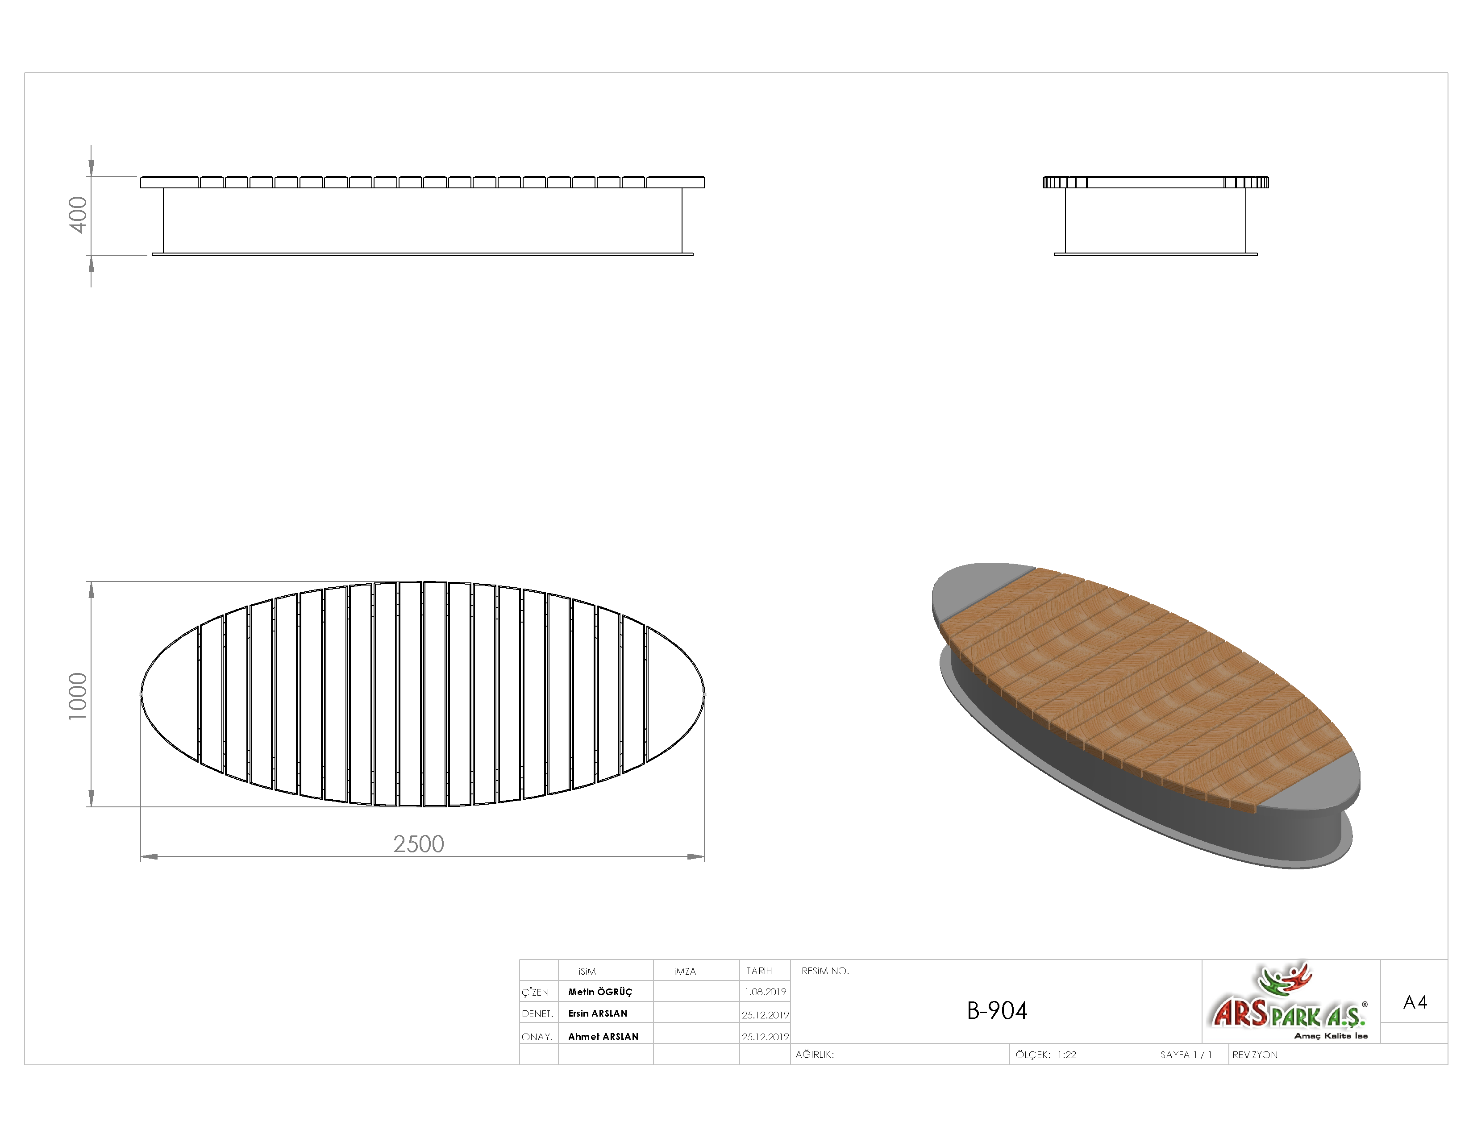 400
1000
2500
İSİM
İMZA
TARİH
RESİM NO.
ÇİZEN.
Metin ÖGRÜÇ
1.08.2019
DENET.
Ersin ARSLAN
25.12.2019
ONAY.
Ahmet ARSLAN
25.12.2019
B-904
ARSPARK A.Ş.®
Amaç Kalite İse
A4
AĞIRLIK:
ÖLÇEK: 1:22
SAYFA 1 / 1
REVİZYON